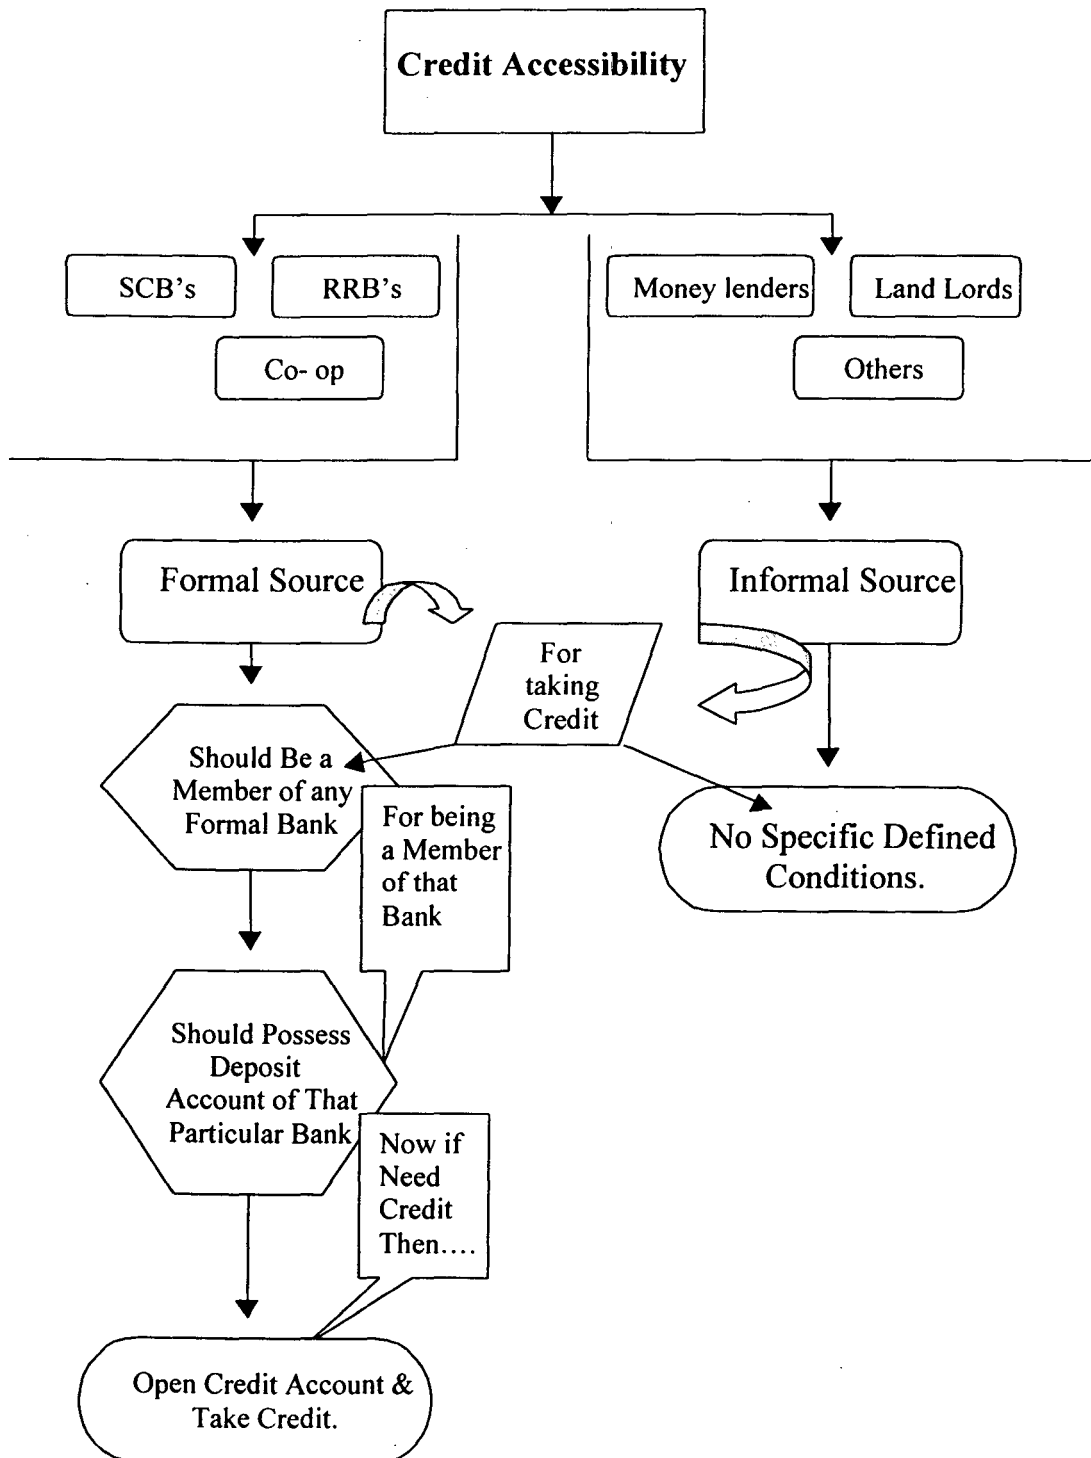 Credit Accessibility
SCB's
RRB's
Co- op
Money lenders
Land Lords
Others
Formal Source
Informal Source
For
taking
Credit
Should Be a
Member of any
Formal Bank
For being
a Member
of that
Bank
No Specific Defined
Conditions.
Should Possess
Deposit
Account of That
Particular Bank
Now if
Need
Credit
Then....
Open Credit Account &
Take Credit.